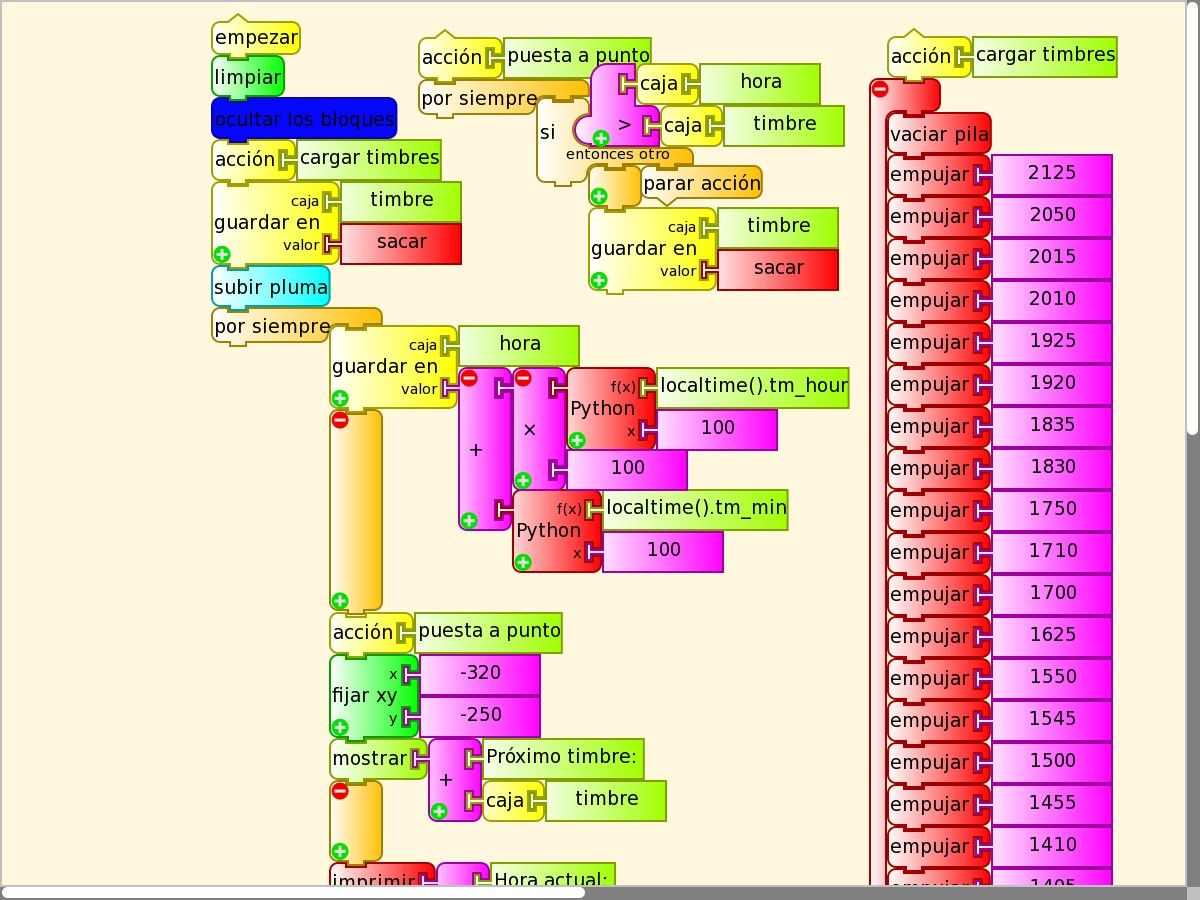 empezar
limpiar
ocultar los bloques
acción cargar timbres
guardar en caja timbre
valor sacar
subir pluma
por siempre
guardar en caja hora
valor + × Python f(x) localtime().tm_hour
x 100
100
Python f(x) localtime().tm_min
x 100
acción puesta a punto
fijar xy x -320
y -250
mostrar + Próximo timbre:
caja timbre
imprimir Hora actual:
acción puesta a punto
por siempre
si > caja hora
caja timbre
entonces otro
parar acción
guardar en caja timbre
valor sacar
acción cargar timbres
vaciar pila
empujar 2125
empujar 2050
empujar 2015
empujar 2010
empujar 1925
empujar 1920
empujar 1835
empujar 1830
empujar 1750
empujar 1710
empujar 1700
empujar 1625
empujar 1550
empujar 1545
empujar 1500
empujar 1455
empujar 1410
empujar 1405